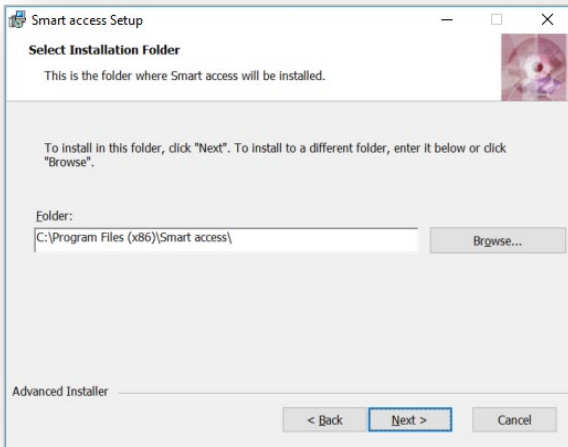 Smart access Setup
Select Installation Folder
This is the folder where Smart access will be installed.
To install in this folder, click "Next". To install to a different folder, enter it below or click
"Browse".
Folder:
C:\Program Files (x86)\Smart access\
Browse...
Advanced Installer
< Back
Next >
Cancel